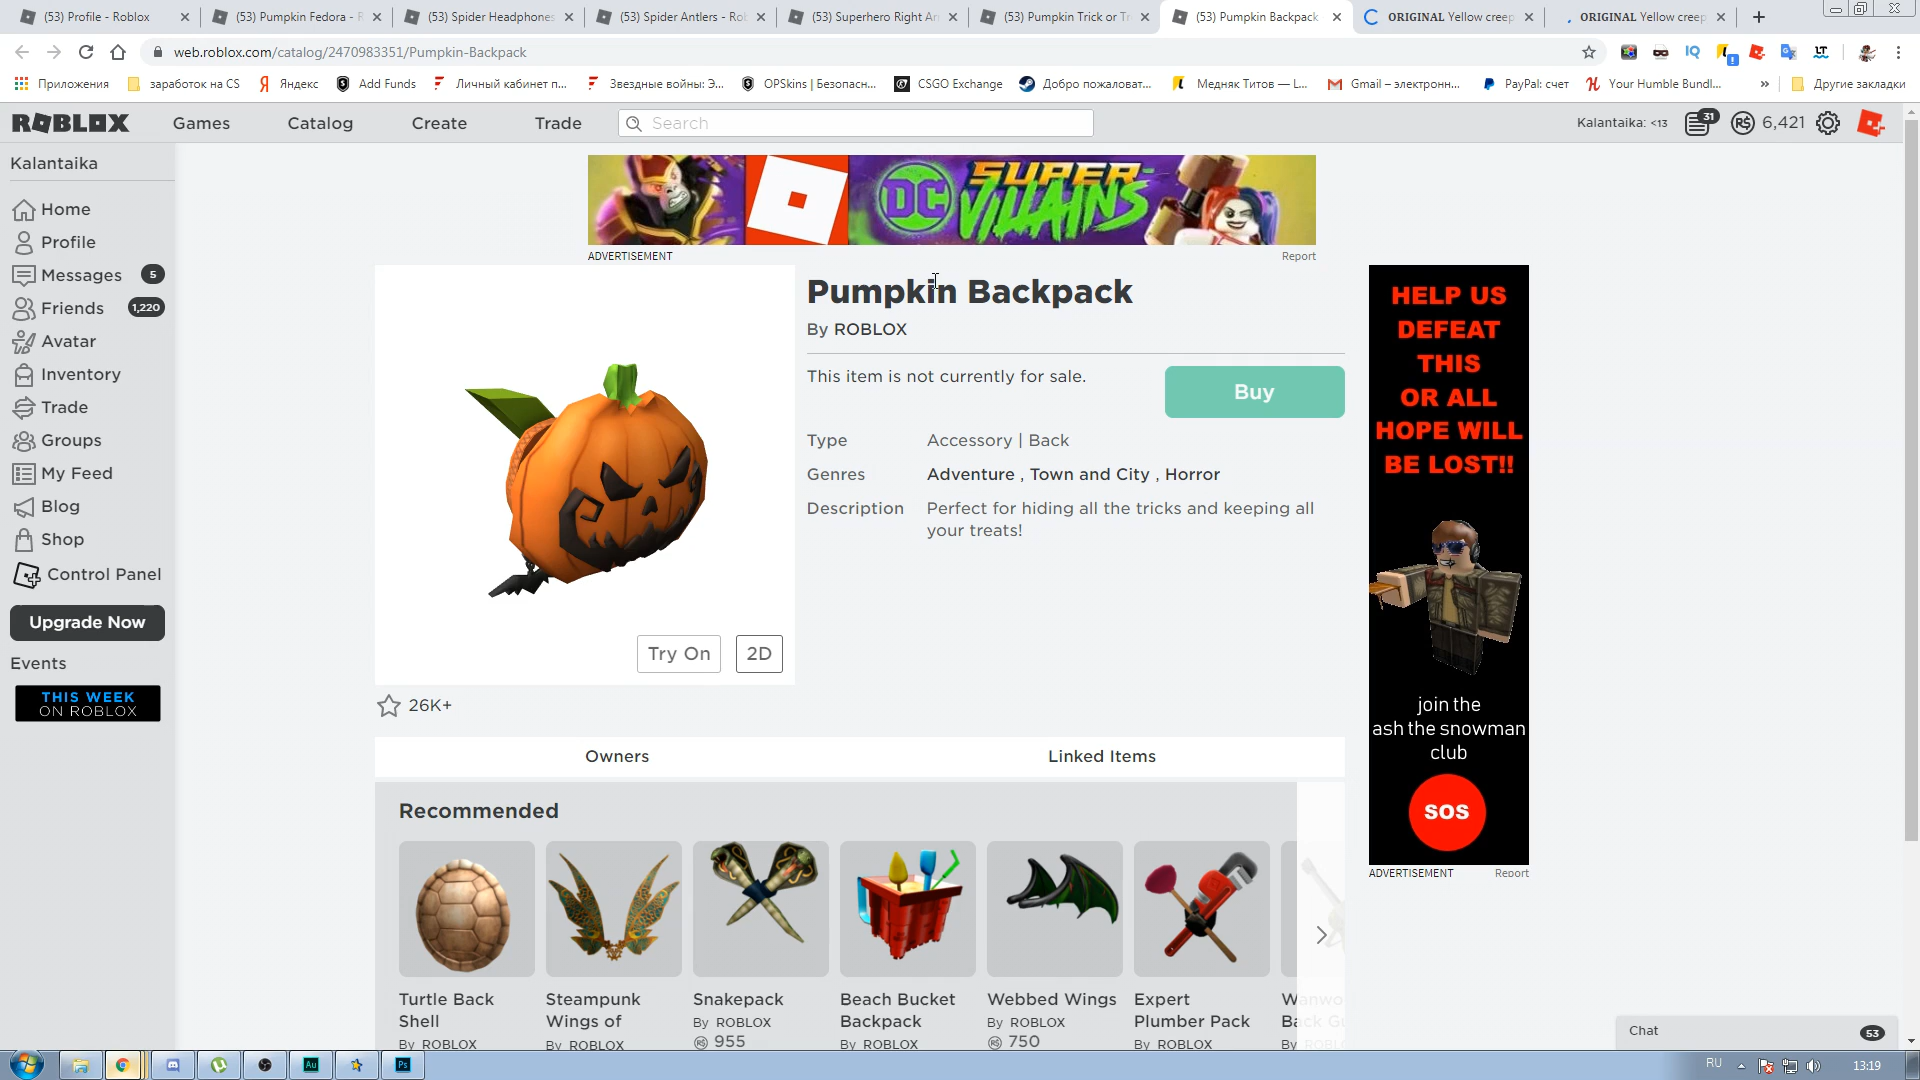 (53) Profile - Roblox
(53) Pumpkin Fedora - R
(53) Spider Headphones
(53) Spider Antlers - Rob
(53) Superhero Right Ar
(53) Pumpkin Trick or Tr
(53) Pumpkin Backpack
ORIGINAL Yellow creep
ORIGINAL Yellow creep
web.roblox.com/catalog/2470983351/Pumpkin-Backpack
Приложения
заработок на CS
Яндекс
Add Funds
Личный кабинет п...
Звездные войны: Э...
OPSkins | Безопасн...
CSGO Exchange
Добро пожаловат...
Медняк Титов — L...
Gmail – электронн...
PayPal: счет
Your Humble Bundl...
»
Другие закладки
ROBLOX
Games
Catalog
Create
Trade
Search
Kalantaika: <13
31
6,421
Kalantaika
Home
Profile
Messages 5
Friends 1,220
Avatar
Inventory
Trade
Groups
My Feed
Blog
Shop
Control Panel
Upgrade Now
Events
THIS WEEK
ON ROBLOX
DC SUPER-
VILLAINS
ADVERTISEMENT
Report
Pumpkin Backpack
By ROBLOX
This item is not currently for sale.
Buy
Type Accessory | Back
Genres Adventure , Town and City , Horror
Description Perfect for hiding all the tricks and keeping all
your treats!
Try On
2D
26K+
Owners
Linked Items
Recommended
Turtle Back
Shell
By ROBLOX
Steampunk
Wings of
By ROBLOX
Snakepack
By ROBLOX
955
Beach Bucket
Backpack
By ROBLOX
Webbed Wings
By ROBLOX
750
Expert
Plumber Pack
By ROBLOX
HELP US
DEFEAT
THIS
OR ALL
HOPE WILL
BE LOST!!
join the
ash the snowman
club
SOS
ADVERTISEMENT
Report
Chat
53
Au
Ps
RU
13:19